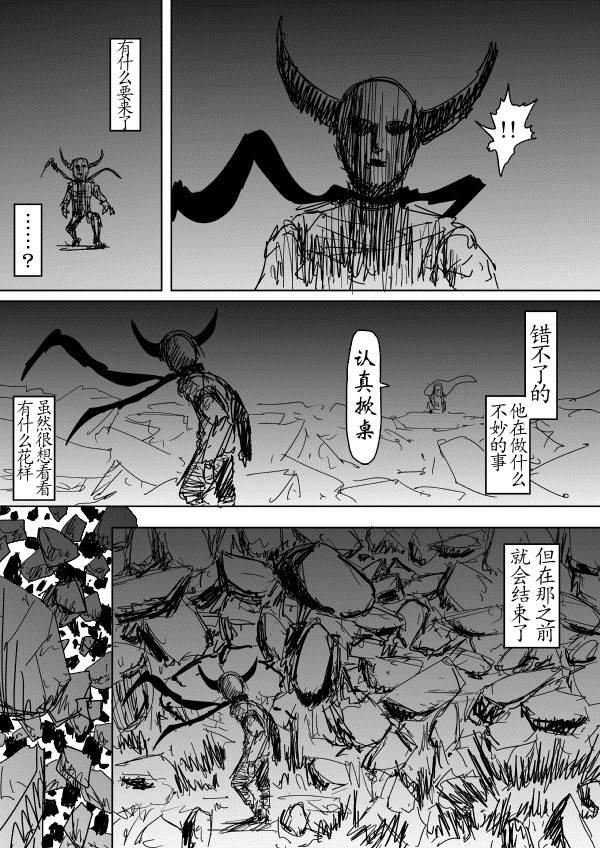 !!
有什么要来了
……？
错不了的
他在做什么
不妙的事
认真掀桌
虽然很想看看
有什么花样
但在那之前
就会结束了